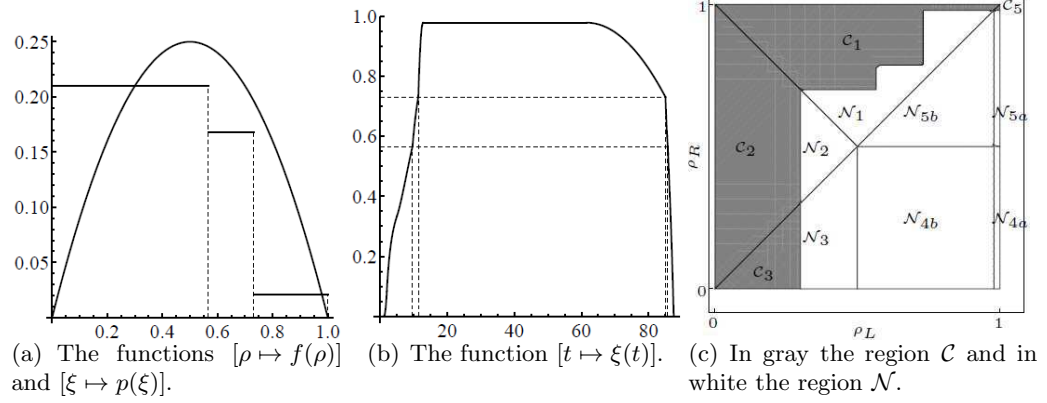 0.25
0.20
0.15
0.10
0.05
0.2 0.4 0.6 0.8 1.0
(a) The functions [ρ ↦ f(ρ)]
and [ξ ↦ p(ξ)].
1.0
0.8
0.6
0.4
0.2
0 20 40 60 80
(b) The function [t ↦ ξ(t)].
1
C₅
C₁
N₁
N₅b
N₅a
ρR
C₂
N₂
N₃
N₄b
N₄a
C₃
0
0 ρL 1
(c) In gray the region C and in
white the region N.